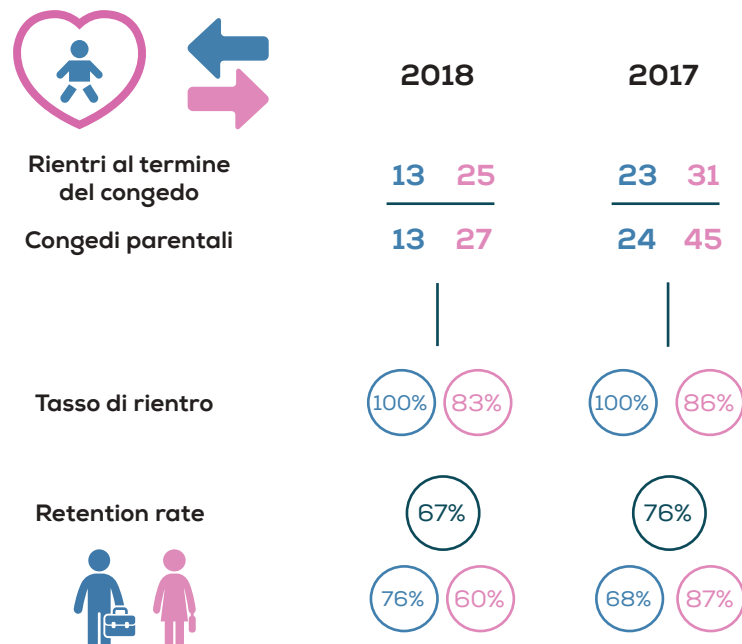 2018 2017
Rientri al termine
del congedo
13 25 23 31
Congedi parentali
13 27 24 45
Tasso di rientro
100% 83% 100% 86%
Retention rate
67% 76%
76% 60% 68% 87%